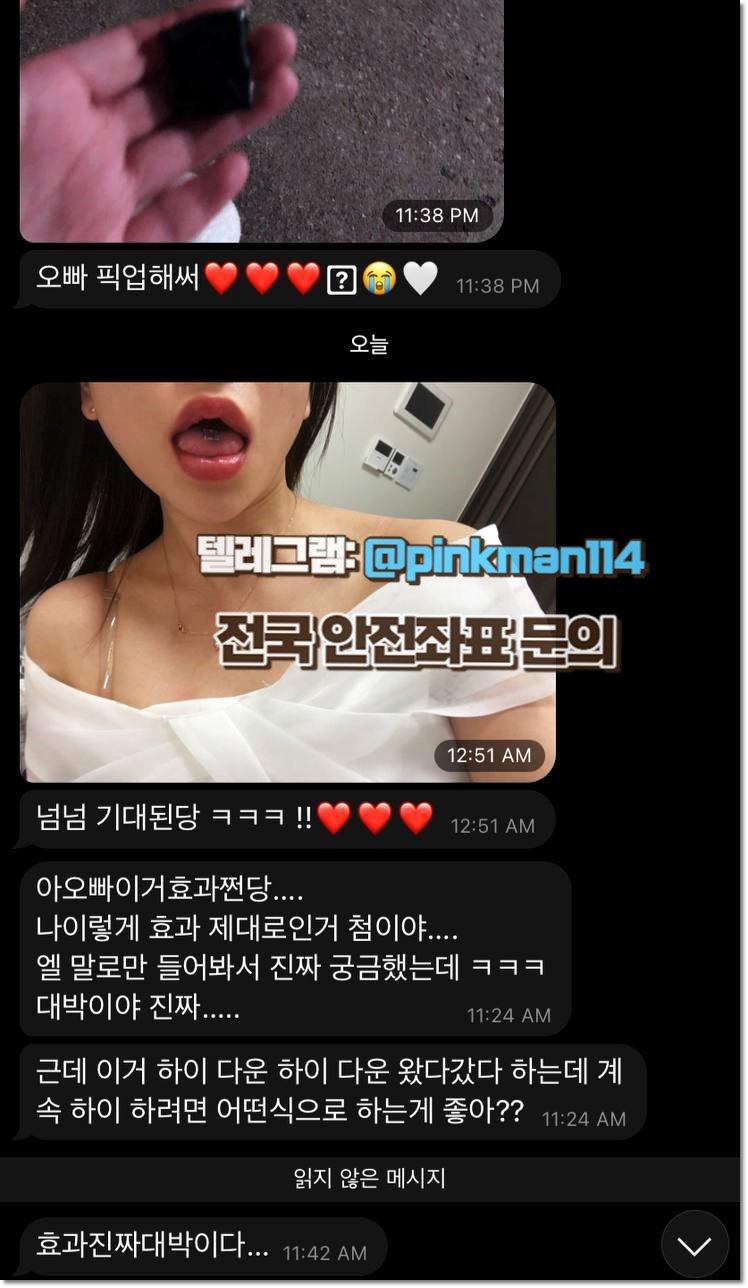 11:38 PM
오빠 픽업해써❤️❤️❤️⍰😭🤍 11:38 PM
오늘
텔레그램: @pinkman114
전국 안전좌표 문의
12:51 AM
넘넘 기대된당 ㅋㅋㅋ !!❤️❤️❤️ 12:51 AM
아오빠이거효과쩐당....
나이렇게 효과 제대로인거 첨이야....
엘 말로만 들어봐서 진짜 궁금했는데 ㅋㅋㅋ
대박이야 진짜..... 11:24 AM
근데 이거 하이 다운 하이 다운 왔다갔다 하는데 계
속 하이 하려면 어떤식으로 하는게 좋아?? 11:24 AM
읽지 않은 메시지
효과진짜대박이다... 11:42 AM